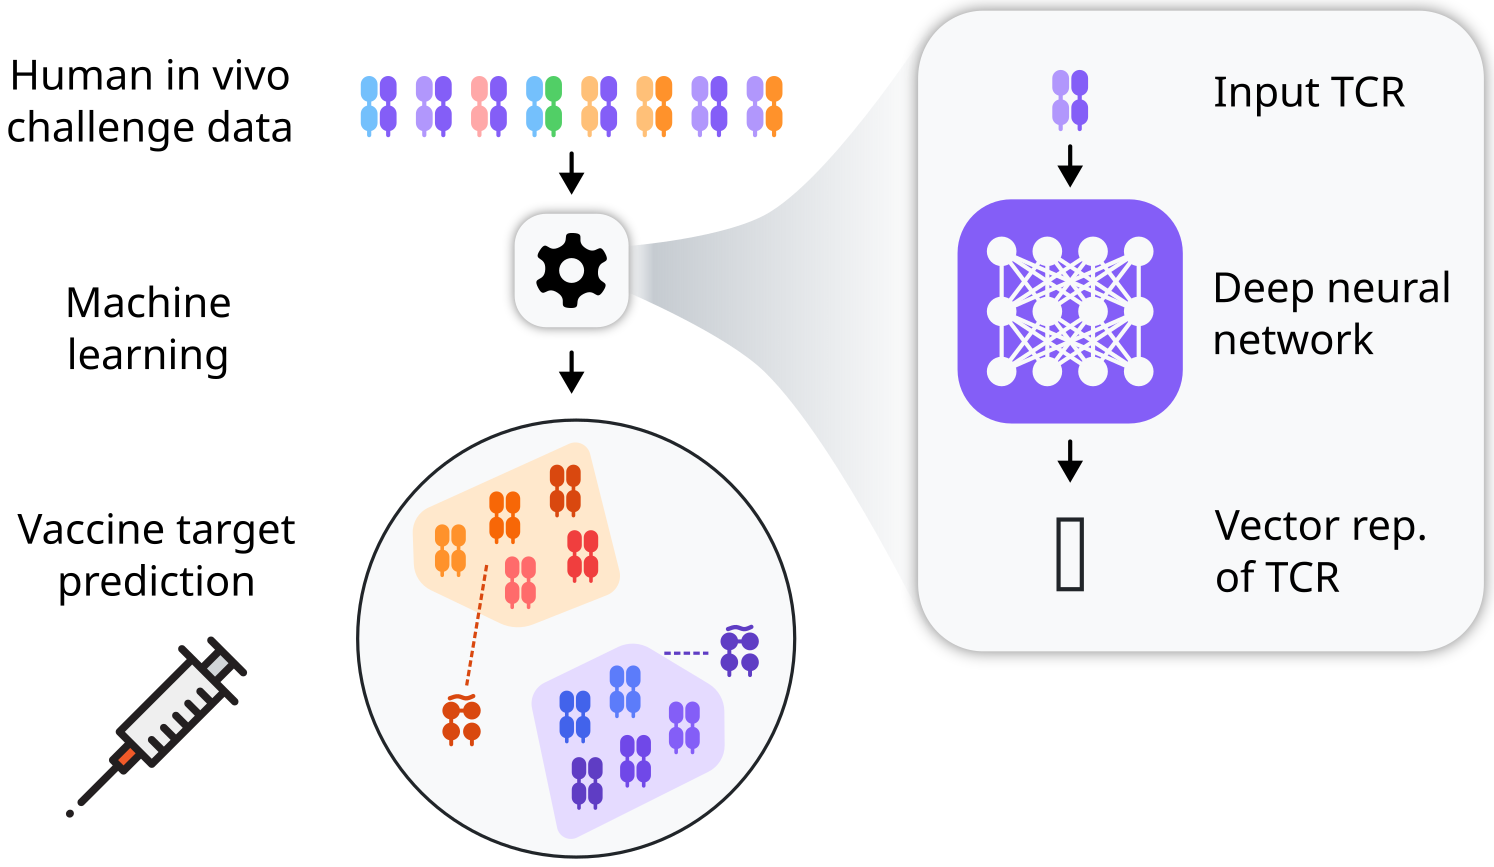 Human in vivo
challenge data
Machine
learning
Vaccine target
prediction
Input TCR
Deep neural
network
Vector rep.
of TCR